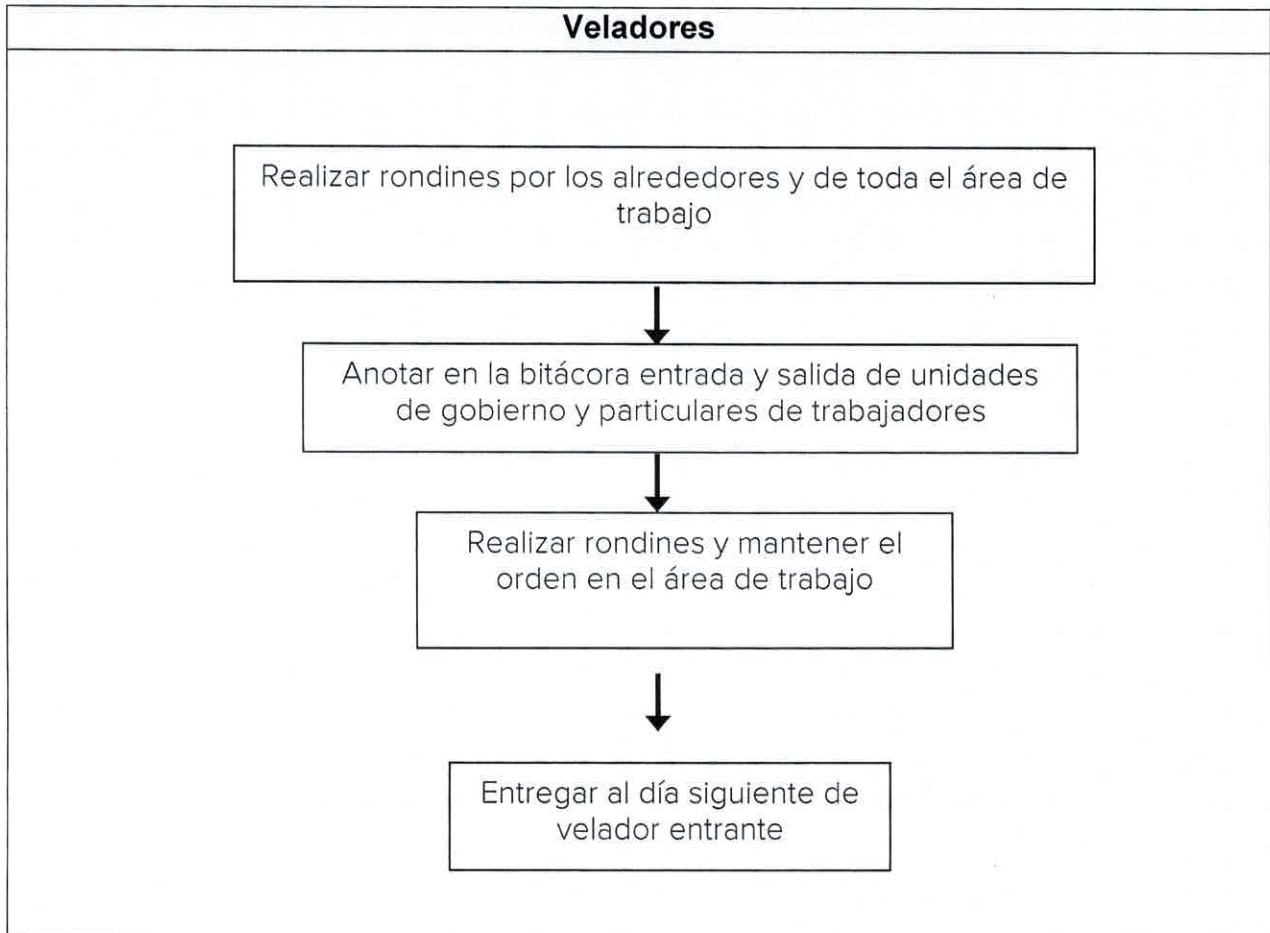 Veladores
Realizar rondines por los alrededores y de toda el área de
trabajo
Anotar en la bitácora entrada y salida de unidades
de gobierno y particulares de trabajadores
Realizar rondines y mantener el
orden en el área de trabajo
Entregar al día siguiente de
velador entrante